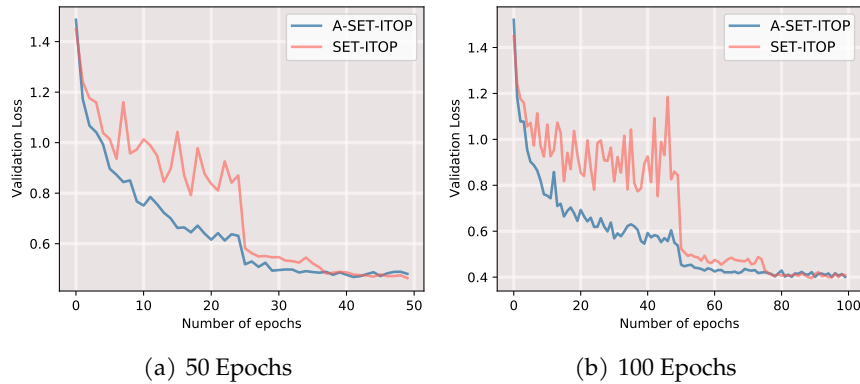 A-SET-ITOP
SET-ITOP
1.4
1.2
1.0
0.8
0.6
Validation Loss
0
10
20
30
40
50
Number of epochs
(a) 50 Epochs
A-SET-ITOP
SET-ITOP
1.4
1.2
1.0
0.8
0.6
0.4
Validation Loss
0
20
40
60
80
100
Number of epochs
(b) 100 Epochs